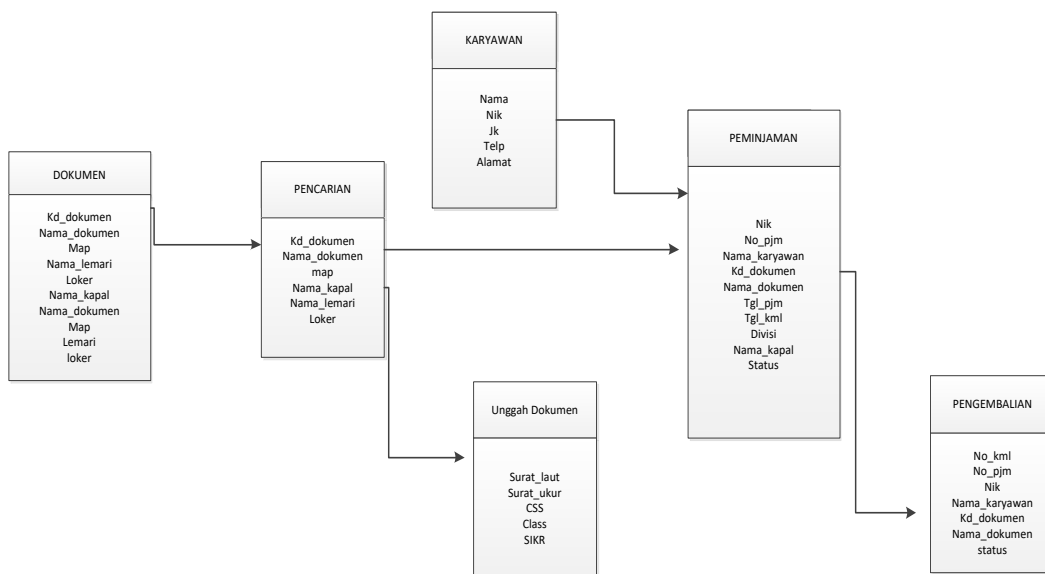 KARYAWAN
Nama
Nik
Jk
Telp
Alamat
PEMINJAMAN
Nik
No_pjm
Nama_karyawan
Kd_dokumen
Nama_dokumen
Tgl_pjm
Tgl_kml
Divisi
Nama_kapal
Status
DOKUMEN
Kd_dokumen
Nama_dokumen
Map
Nama_lemari
Loker
Nama_kapal
Nama_dokumen
Map
Lemari
loker
PENCARIAN
Kd_dokumen
Nama_dokumen
map
Nama_kapal
Nama_lemari
Loker
Unggah Dokumen
Surat_laut
Surat_ukur
CSS
Class
SIKR
PENGEMBALIAN
No_kml
No_pjm
Nik
Nama_karyawan
Kd_dokumen
Nama_dokumen
status